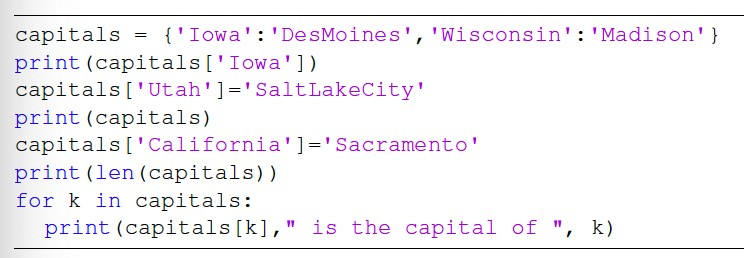 capitals = {'Iowa':'DesMoines','Wisconsin':'Madison'}
print(capitals['Iowa'])
capitals['Utah']='SaltLakeCity'
print(capitals)
capitals['California']='Sacramento'
print(len(capitals))
for k in capitals:
  print(capitals[k]," is the capital of ", k)